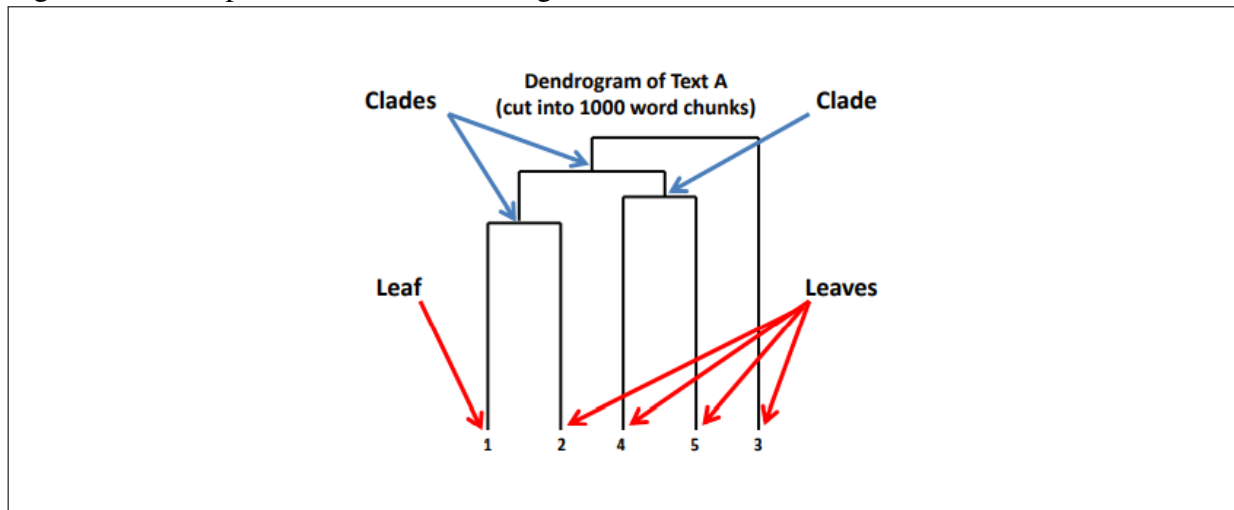 Dendrogram of Text A
(cut into 1000 word chunks)
Clades
Clade
Leaf
Leaves
1 2 4 5 3